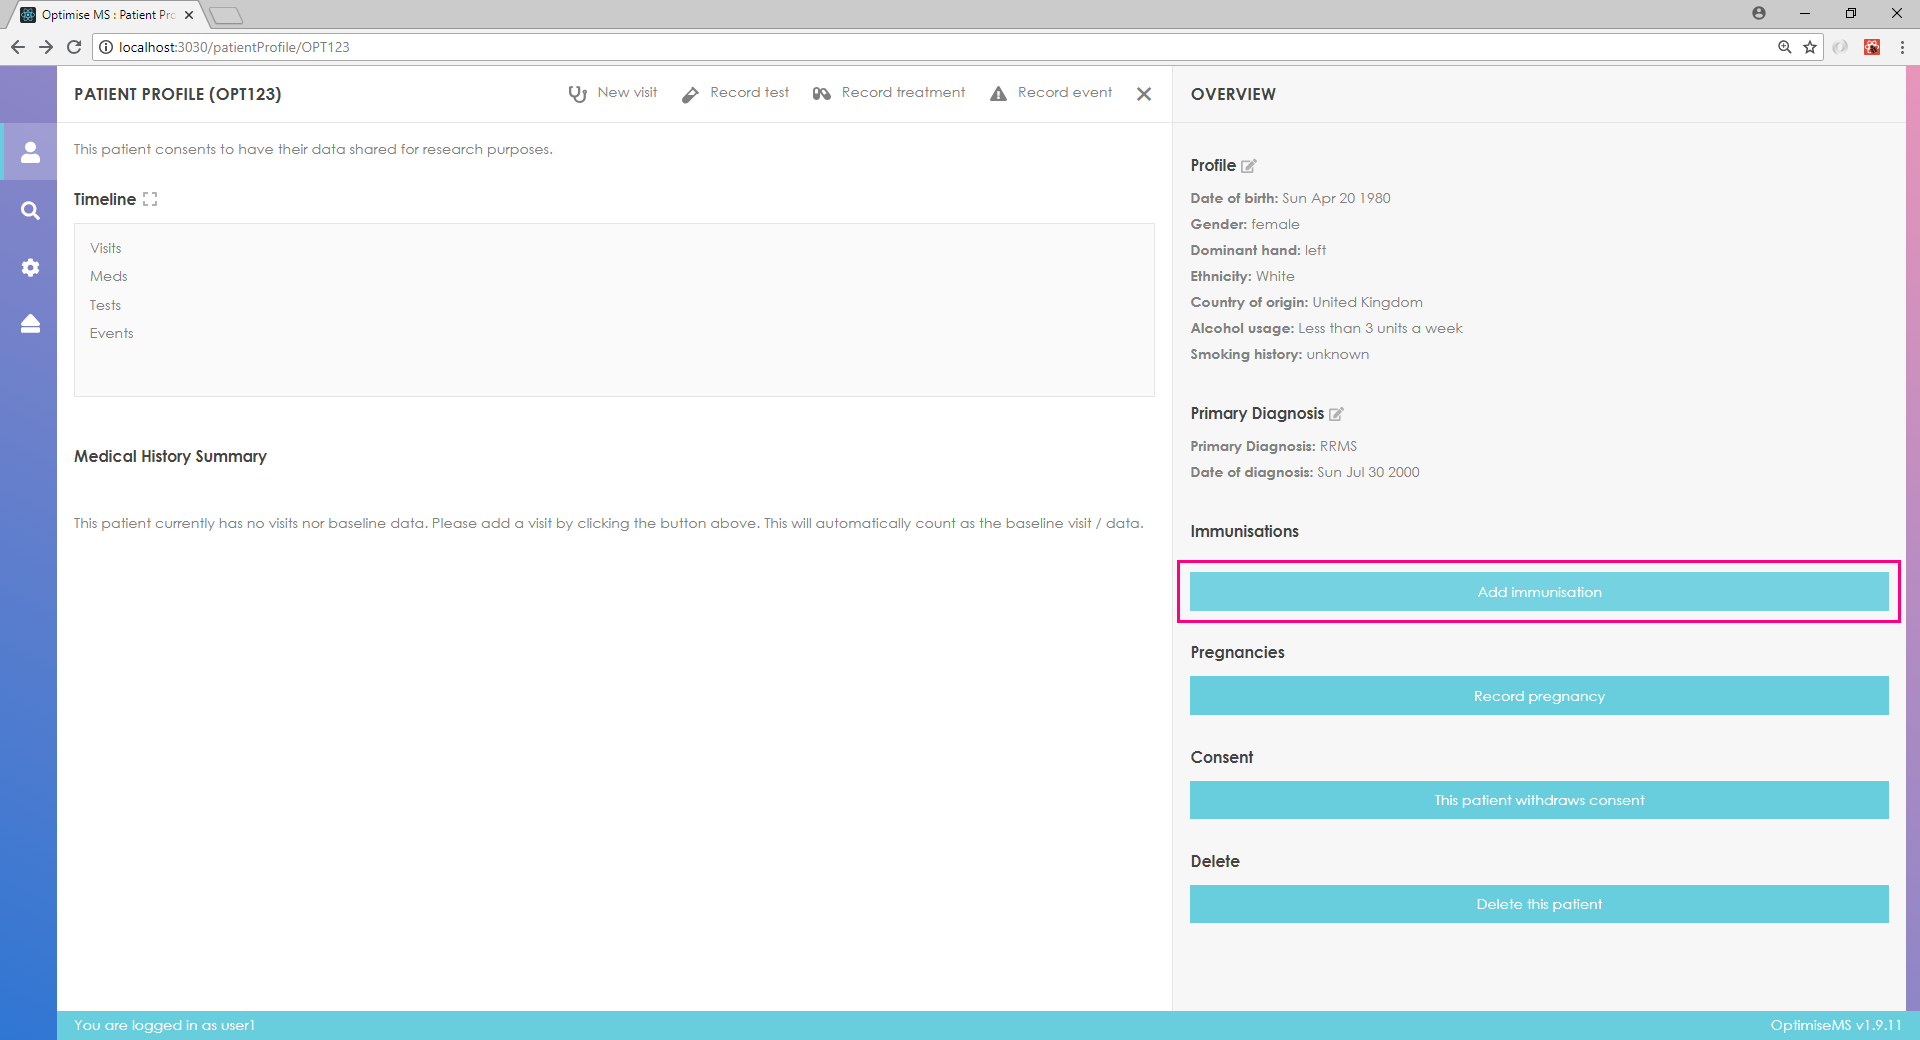 Optimise MS : Patient Pro
localhost:3030/patientProfile/OPT123
PATIENT PROFILE (OPT123)
New visit
Record test
Record treatment
Record event
This patient consents to have their data shared for research purposes.
Timeline
Visits
Meds
Tests
Events
Medical History Summary
This patient currently has no visits nor baseline data. Please add a visit by clicking the button above. This will automatically count as the baseline visit / data.
OVERVIEW
Profile
Date of birth: Sun Apr 20 1980
Gender: female
Dominant hand: left
Ethnicity: White
Country of origin: United Kingdom
Alcohol usage: Less than 3 units a week
Smoking history: unknown
Primary Diagnosis
Primary Diagnosis: RRMS
Date of diagnosis: Sun Jul 30 2000
Immunisations
Add immunisation
Pregnancies
Record pregnancy
Consent
This patient withdraws consent
Delete
Delete this patient
You are logged in as user1
OptimiseMS v1.9.11